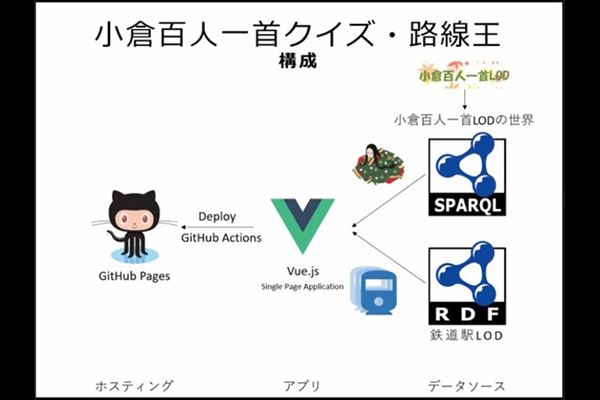 小倉百人一首クイズ・路線王
構成
小倉百人一首LOD
小倉百人一首LODの世界
SPARQL
Deploy
GitHub Actions
GitHub Pages
Vue.js
Single Page Application
RDF
鉄道駅LOD
ホスティング
アプリ
データソース